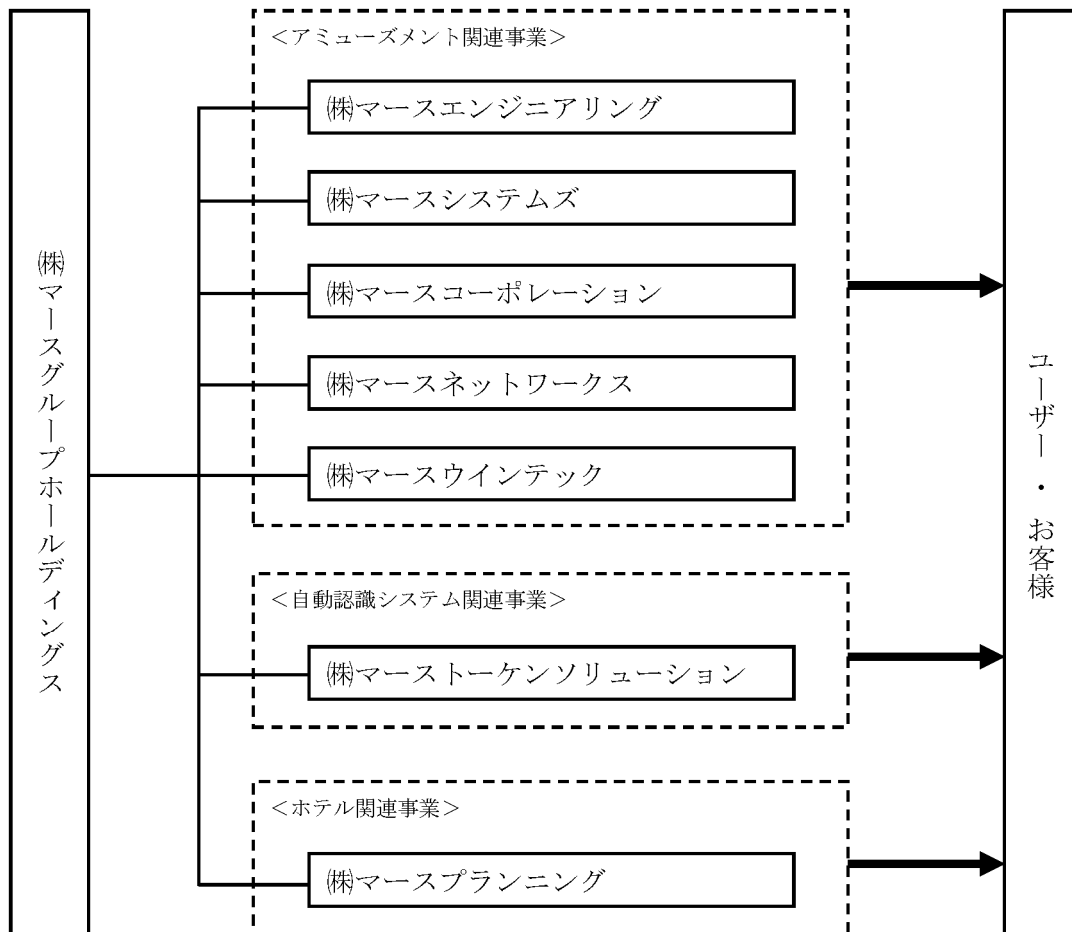 ㈱マースグループホールディングス
＜アミューズメント関連事業＞
㈱マースエンジニアリング
㈱マースシステムズ
㈱マースコーポレーション
㈱マースネットワークス
㈱マースウインテック
＜自動認識システム関連事業＞
㈱マーストーケンソリューション
＜ホテル関連事業＞
㈱マースプランニング
ユーザー・お客様